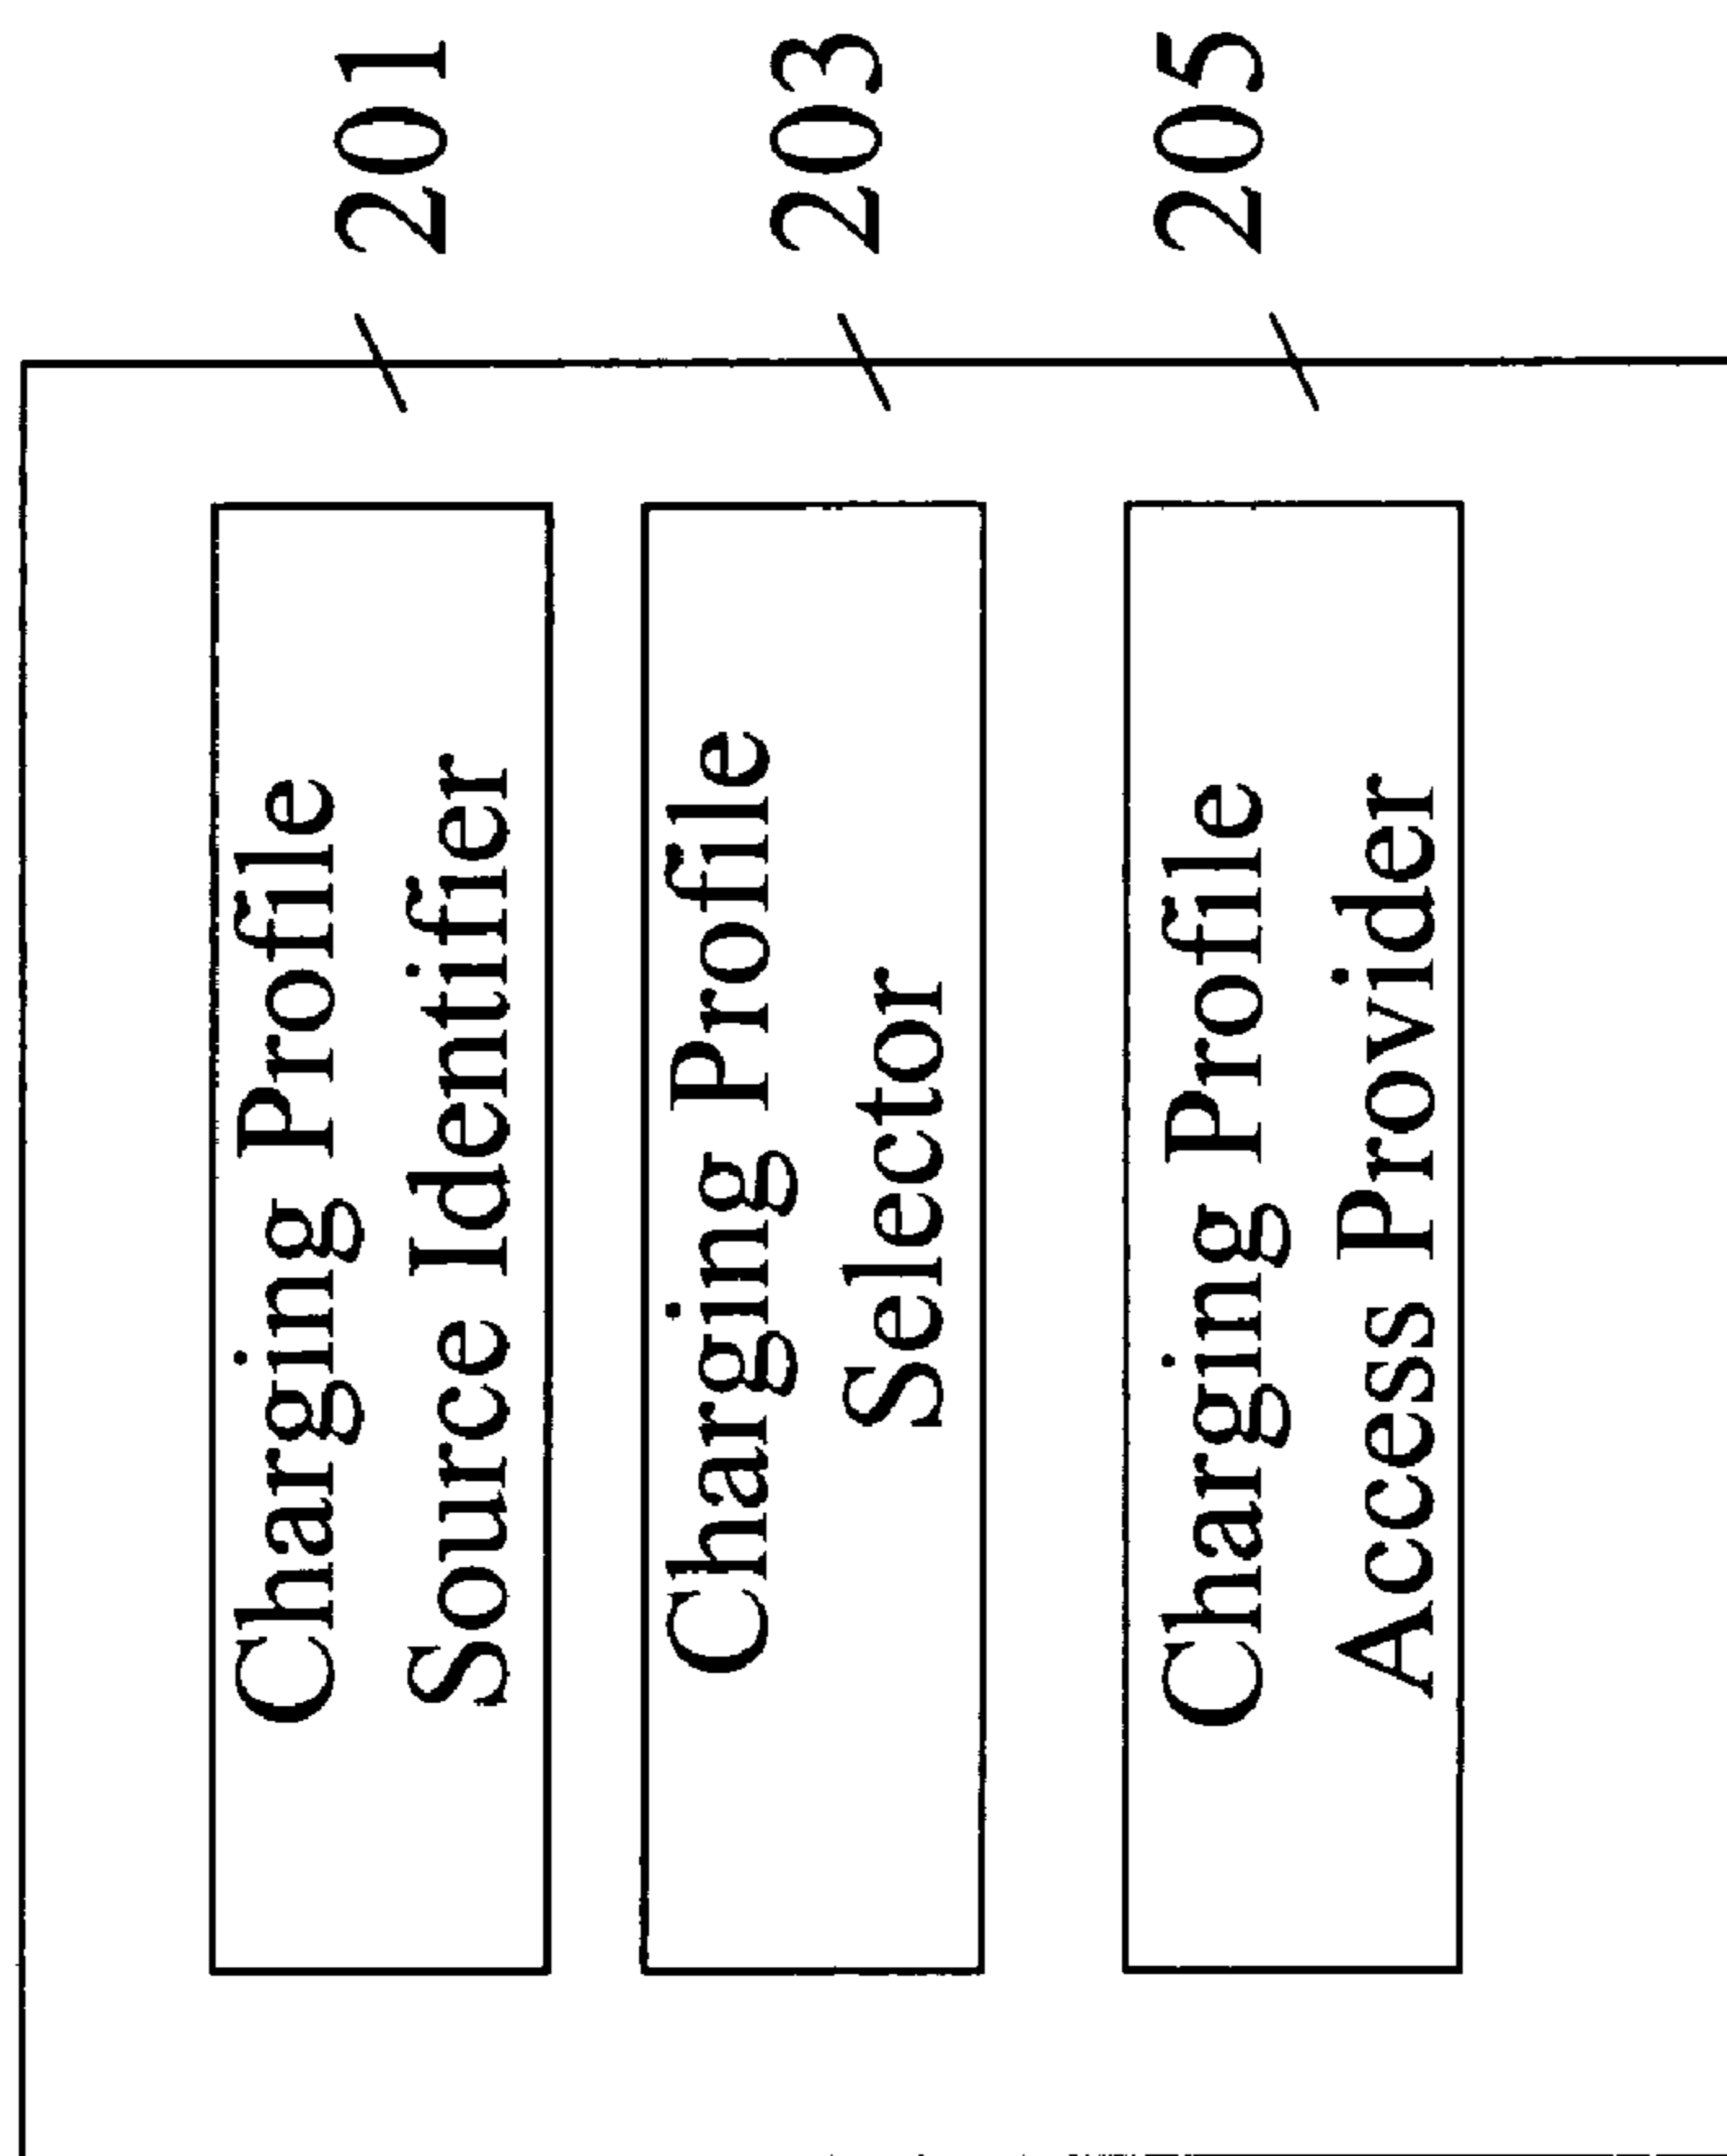 Charging Profile
Source Identifier
201
Charging Profile
Selector
203
Charging Profile
Access Provider
205